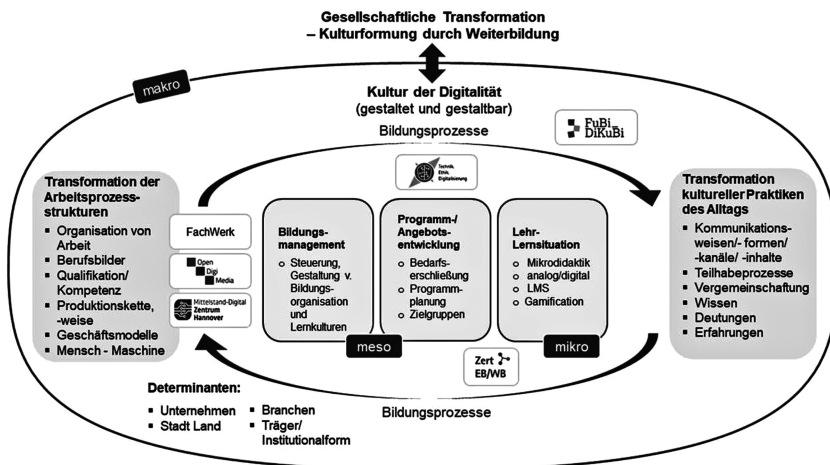 Gesellschaftliche Transformation
– Kulturformung durch Weiterbildung
makro
Kultur der Digitalität
(gestaltet und gestaltbar)
Bildungsprozesse
FuBi
DiKuBi
Technik,
Ethik,
Digitalisierung
Transformation der
Arbeitsprozess-
strukturen
▪ Organisation von
Arbeit
▪ Berufsbilder
▪ Qualifikation/
Kompetenz
▪ Produktionskette,
-weise
▪ Geschäftsmodelle
▪ Mensch - Maschine
FachWerk
Open
Digi
Media
Mittelstand-Digital
Zentrum
Hannover
Bildungs-
management
o Steuerung,
Gestaltung v.
Bildungs-
organisation
und
Lernkulturen
Programm-/
Angebots-
entwicklung
o Bedarfs-
erschließung
o Programm-
planung
o Zielgruppen
Lehr-
Lernsituation
o Mikrodidaktik
o analog/digital
o LMS
o Gamification
meso
mikro
Transformation
kultureller Praktiken
des Alltags
▪ Kommunikations-
weisen/- formen/
-kanäle/ -inhalte
▪ Teilhabeprozesse
▪ Vergemeinschaftung
▪ Wissen
▪ Deutungen
▪ Erfahrungen
Zert
EB/WB
Bildungsprozesse
Determinanten:
▪ Unternehmen
▪ Stadt Land
▪ Branchen
▪ Träger/
Institutionalform